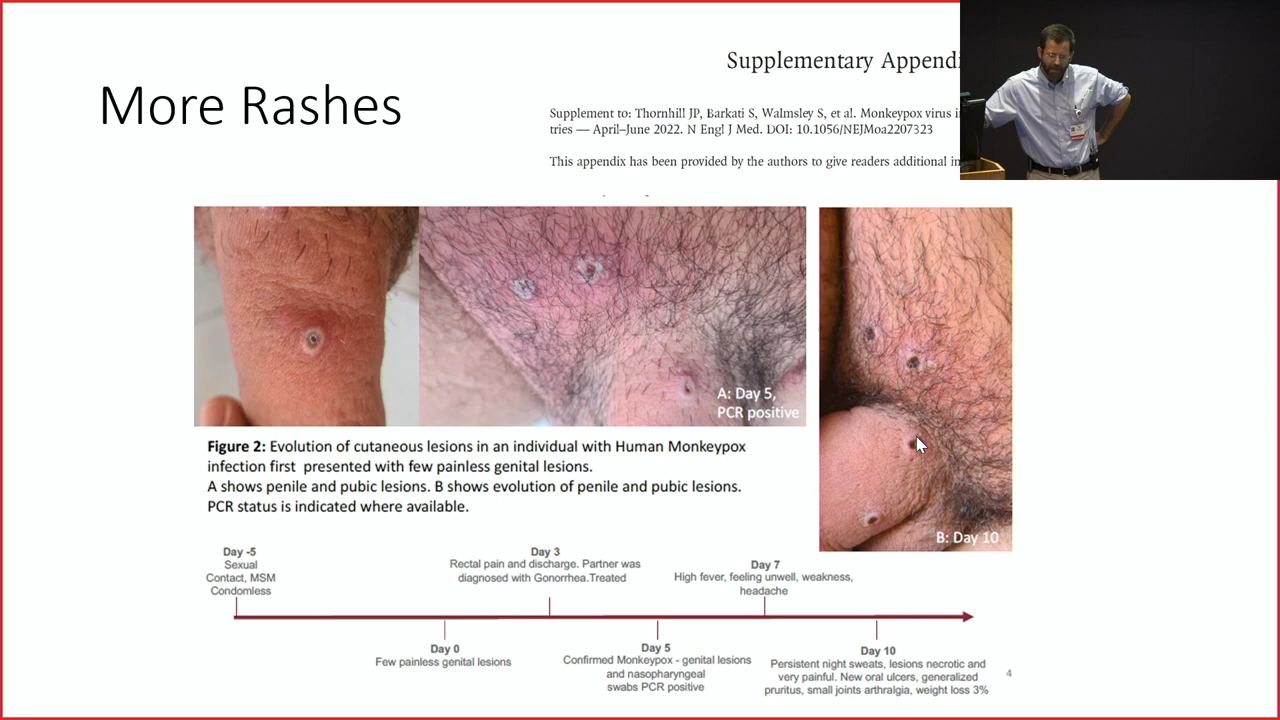 More Rashes
Supplementary Appendi
Supplement to: Thornhill JP, Barkati S, Walmsley S, et al. Monkeypox virus i
tries — April–June 2022. N Engl J Med. DOI: 10.1056/NEJMoa2207323
This appendix has been provided by the authors to give readers additional in
A: Day 5,
PCR positive
B: Day 10
Figure 2: Evolution of cutaneous lesions in an individual with Human Monkeypox
infection first presented with few painless genital lesions.
A shows penile and pubic lesions. B shows evolution of penile and pubic lesions.
PCR status is indicated where available.
Day -5
Sexual
Contact, MSM
Condomless
Day 3
Rectal pain and discharge. Partner was
diagnosed with Gonorrhea.Treated
Day 7
High fever, feeling unwell, weakness,
headache
Day 0
Few painless genital lesions
Day 5
Confirmed Monkeypox - genital lesions
and nasopharyngeal
swabs PCR positive
Day 10
Persistent night sweats, lesions necrotic and
very painful. New oral ulcers, generalized
pruritus, small joints arthralgia, weight loss 3%
4